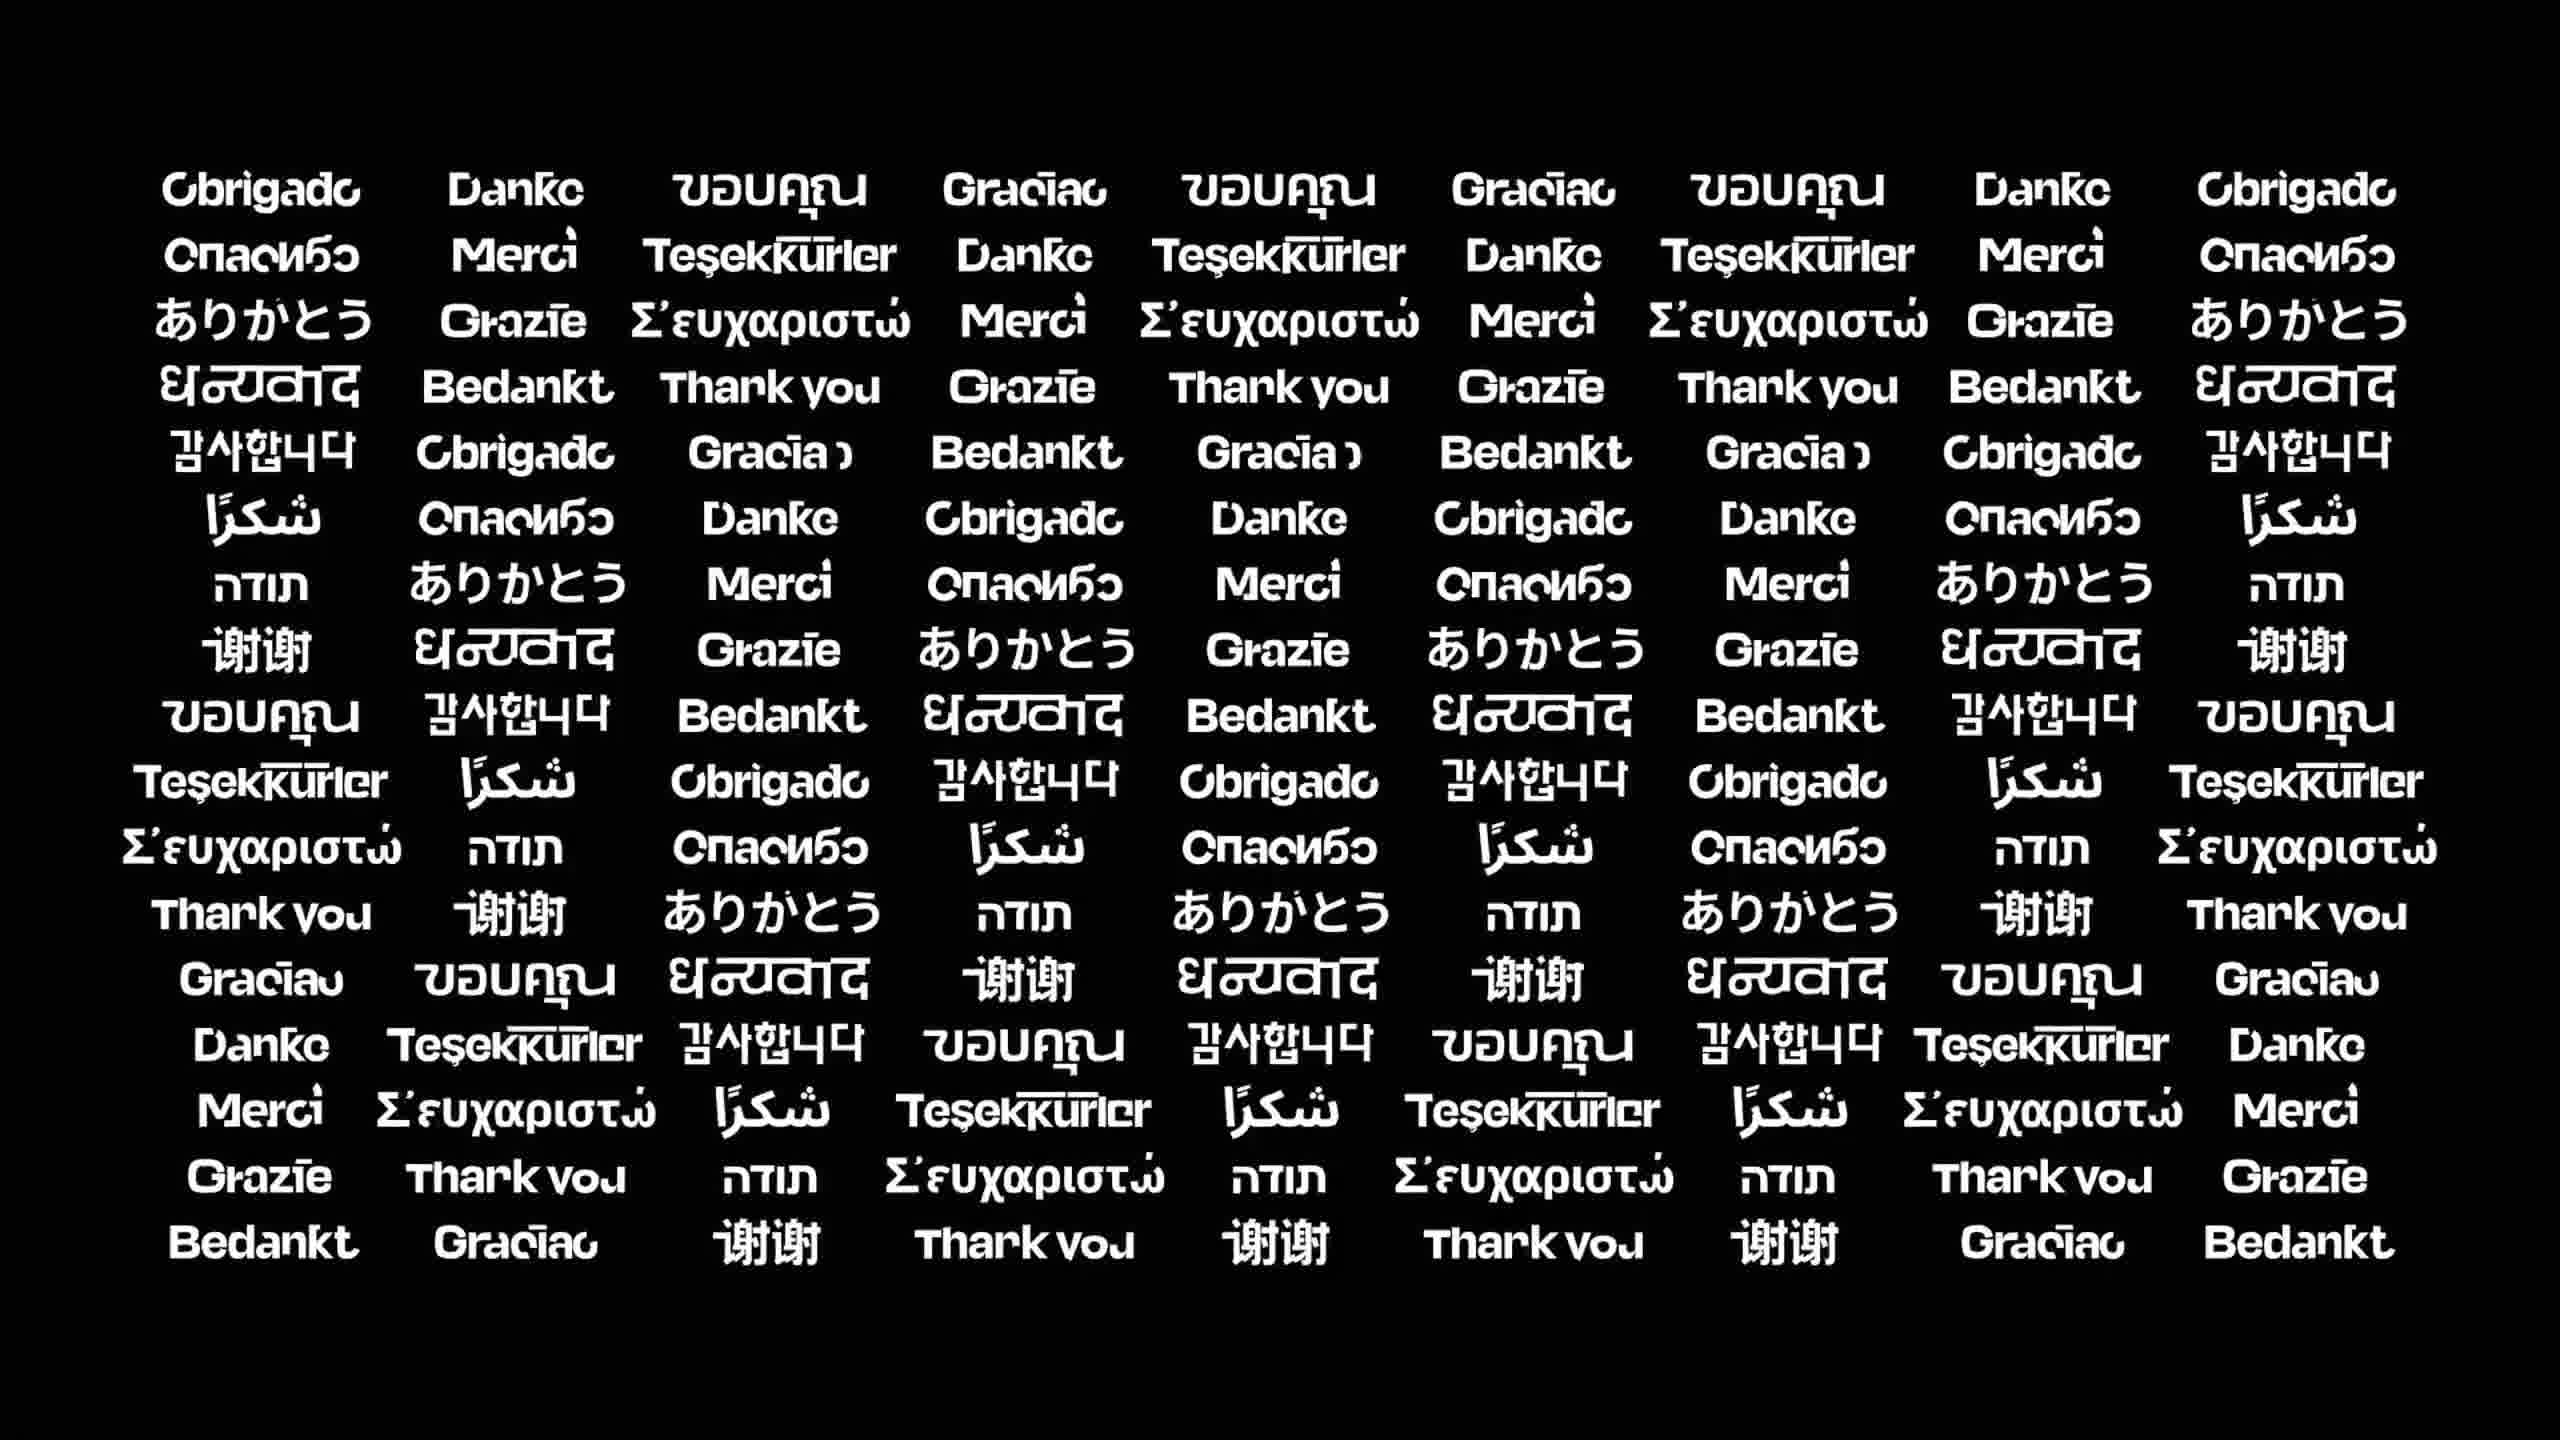 Obrigado Danke ขอบคุณ Gracias ขอบคุณ Gracias ขอบคุณ Danke Obrigado
Спасибо Merci Teşekkürler Danke Teşekkürler Danke Teşekkürler Merci Спасибо
ありがとう Grazie Σ'ευχαριστώ Merci Σ'ευχαριστώ Merci Σ'ευχαριστώ Grazie ありがとう
धन्यवाद Bedankt Thank you Grazie Thank you Grazie Thank you Bedankt धन्यवाद
감사합니다 Obrigado Gracias Bedankt Gracias Bedankt Gracias Obrigado 감사합니다
شكرًا Спасибо Danke Obrigado Danke Obrigado Danke Спасибо شكرًا
תודה ありがとう Merci Спасибо Merci Спасибо Merci ありがとう תודה
谢谢 धन्यवाद Grazie ありがとう Grazie ありがとう Grazie धन्यवाद 谢谢
ขอบคุณ 감사합니다 Bedankt धन्यवाद Bedankt धन्यवाद Bedankt 감사합니다 ขอบคุณ
Teşekkürler شكرًا Obrigado 감사합니다 Obrigado 감사합니다 Obrigado شكرًا Teşekkürler
Σ'ευχαριστώ תודה Спасибо شكرًا Спасибо شكرًا Спасибо תודה Σ'ευχαριστώ
Thank you 谢谢 ありがとう תודה ありがとう תודה ありがとう 谢谢 Thank you
Gracias ขอบคุณ धन्यवाद 谢谢 धन्यवाद 谢谢 धन्यवाद ขอบคุณ Gracias
Danke Teşekkürler 감사합니다 ขอบคุณ 감사합니다 ขอบคุณ 감사합니다 Teşekkürler Danke
Merci Σ'ευχαριστώ شكرًا Teşekkürler شكرًا Teşekkürler شكرًا Σ'ευχαριστώ Merci
Grazie Thank you תודה Σ'ευχαριστώ תודה Σ'ευχαριστώ תודה Thank you Grazie
Bedankt Gracias 谢谢 Thank you 谢谢 Thank you 谢谢 Gracias Bedankt